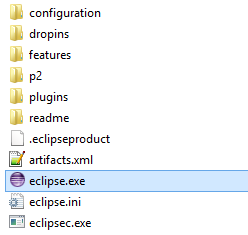 configuration
dropins
features
p2
plugins
readme
.eclipseproduct
artifacts.xml
eclipse.exe
eclipse.ini
eclipsec.exe